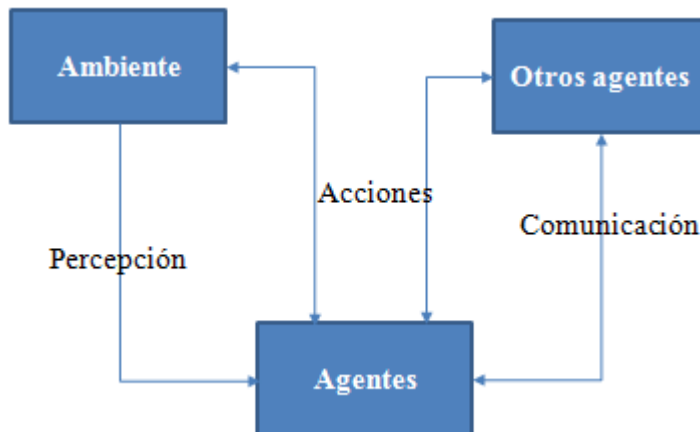 Ambiente
Otros agentes
Acciones
Comunicación
Percepción
Agentes